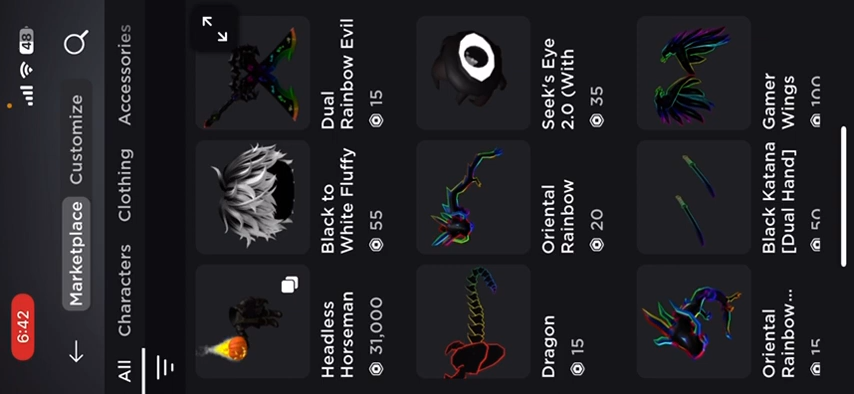 6:42
48
Marketplace
Customize
All
Characters
Clothing
Accessories
Headless
Horseman
31,000
Black to
White Fluffy
55
Dual
Rainbow Evil
15
Dragon
15
Oriental
Rainbow
20
Seek's Eye
2.0 (With
35
Oriental
Rainbow...
15
Black Katana
[Dual Hand]
50
Gamer
Wings
100